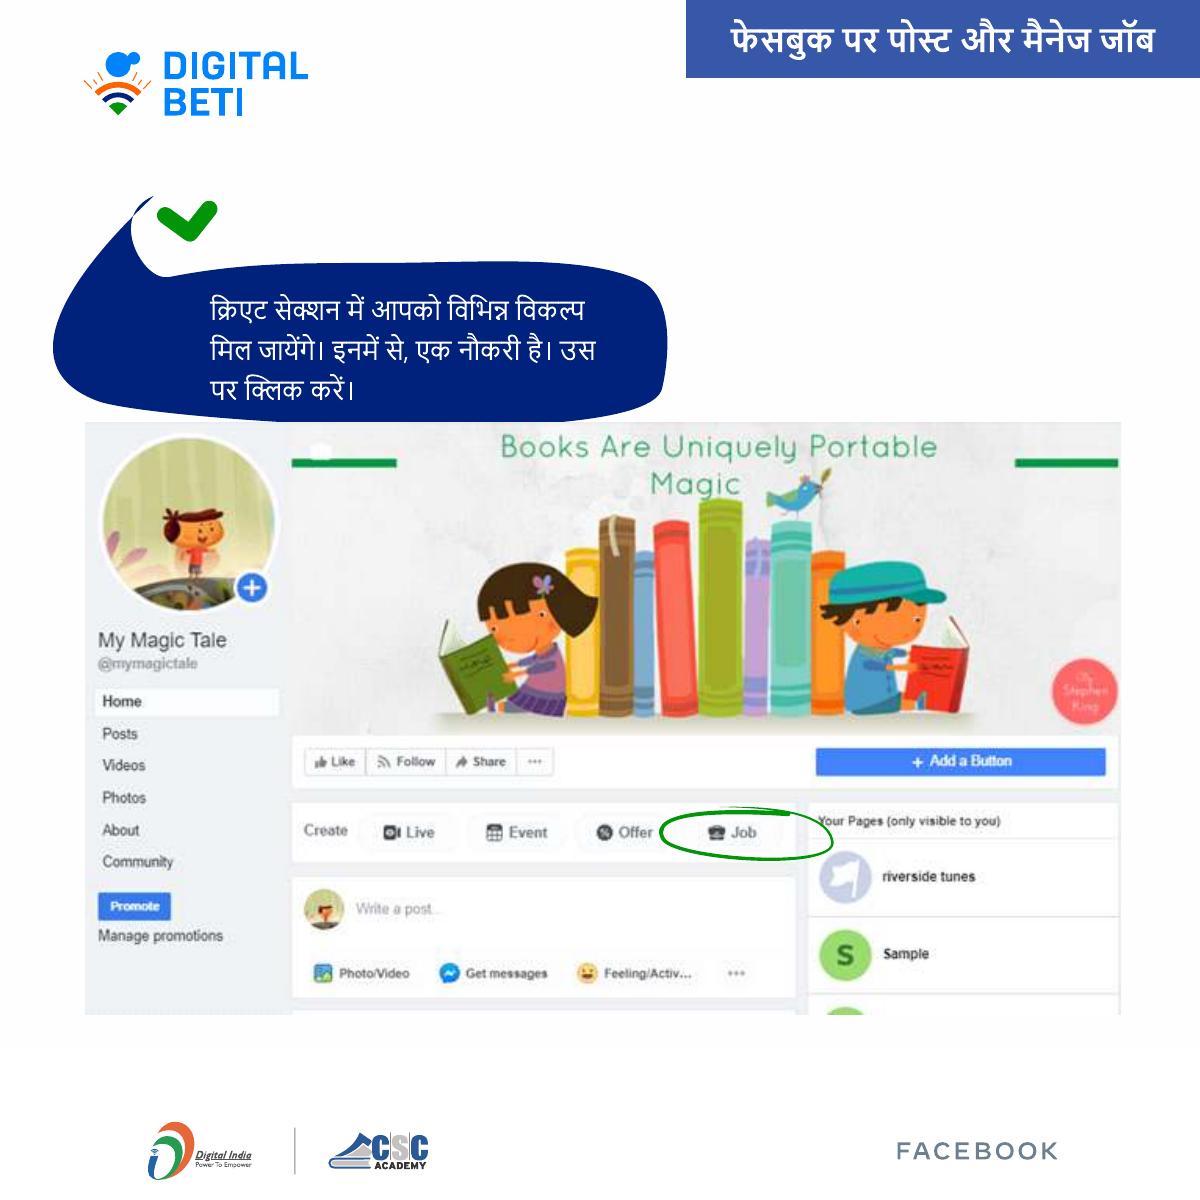 फेसबुक पर पोस्ट और मैनेज जॉब
DIGITAL
BETI
क्रिएट सेक्शन में आपको विभिन्न विकल्प
मिल जायेंगे। इनमें से, एक नौकरी है। उस
पर क्लिक करें।
Books Are Uniquely Portable
Magic
By
Stephen
King
My Magic Tale
@mymagictale
Home
Posts
Videos
Photos
About
Community
Promote
Manage promotions
Like Follow Share ...
+ Add a Button
Create Live Event Offer Job
Your Pages (only visible to you)
riverside tunes
S Sample
Write a post...
Photo/Video Get messages Feeling/Activ... ...
Digital India
Power To Empower
CSC
ACADEMY
FACEBOOK